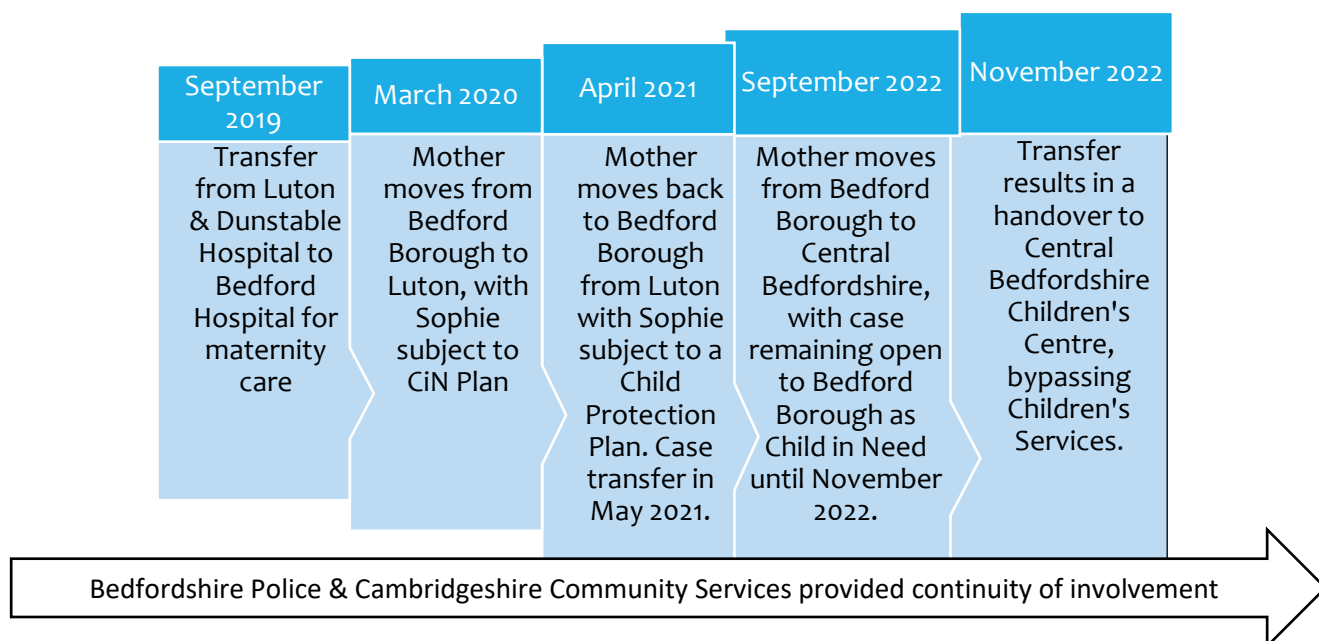 September
2019
Transfer
from Luton
& Dunstable
Hospital to
Bedford
Hospital for
maternity
care
March 2020
Mother
moves from
Bedford
Borough to
Luton, with
Sophie
subject to
CiN Plan
April 2021
Mother
moves back
to Bedford
Borough
from Luton
with Sophie
subject to a
Child
Protection
Plan. Case
transfer in
May 2021.
September 2022
Mother moves
from Bedford
Borough to
Central
Bedfordshire,
with case
remaining open
to Bedford
Borough as
Child in Need
until November
2022.
November 2022
Transfer
results in a
handover to
Central
Bedfordshire
Children's
Centre,
bypassing
Children's
Services.
Bedfordshire Police & Cambridgeshire Community Services provided continuity of involvement